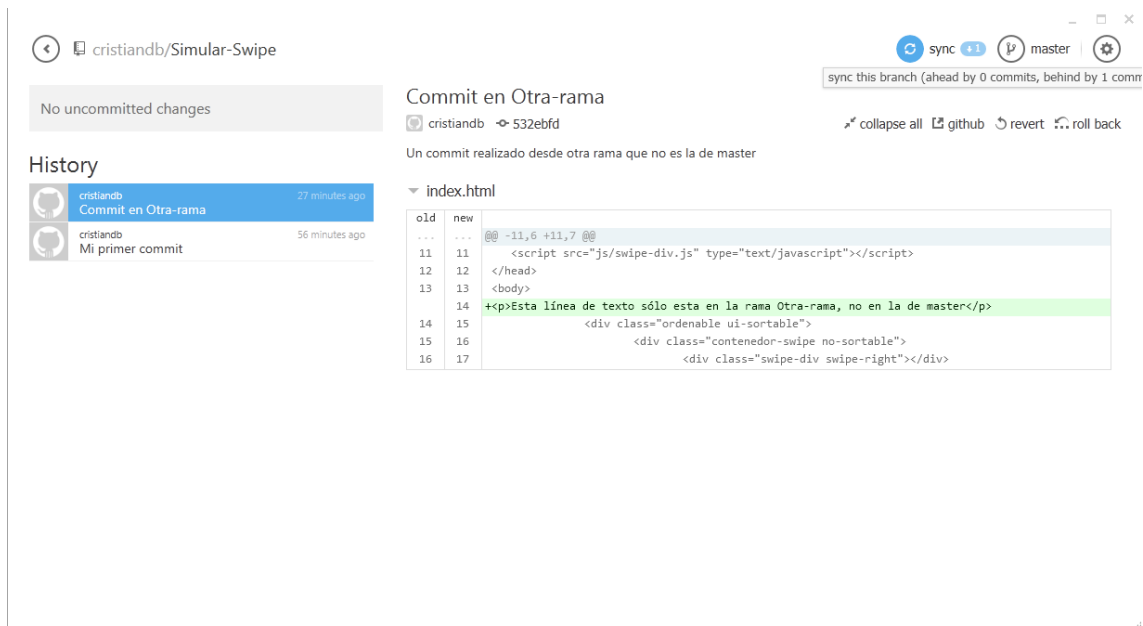 cristiandb/Simular-Swipe
sync 1 master
sync this branch (ahead by 0 commits, behind by 1 comm
No uncommitted changes
History
cristiandb 27 minutes ago
Commit en Otra-rama
cristiandb 56 minutes ago
Mi primer commit
Commit en Otra-rama
cristiandb 532ebfd
collapse all github revert roll back
Un commit realizado desde otra rama que no es la de master
index.html
old new
... ... @@ -11,6 +11,7 @@
11 11 <script src="js/swipe-div.js" type="text/javascript"></script>
12 12 </head>
13 13 <body>
14 +<p>Esta línea de texto sólo esta en la rama Otra-rama, no en la de master</p>
14 15 <div class="ordenable ui-sortable">
15 16 <div class="contenedor-swipe no-sortable">
16 17 <div class="swipe-div swipe-right"></div>